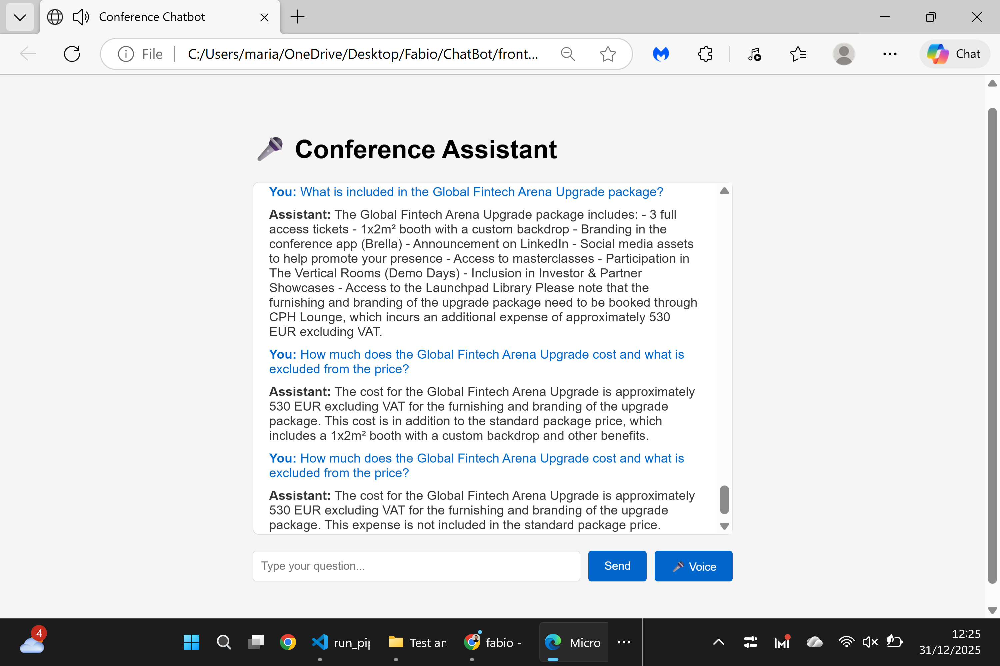 Conference Chatbot
File
C:/Users/maria/OneDrive/Desktop/Fabio/ChatBot/front...
Chat
Conference Assistant
You: What is included in the Global Fintech Arena Upgrade package?
Assistant: The Global Fintech Arena Upgrade package includes: - 3 full
access tickets - 1x2m² booth with a custom backdrop - Branding in the
conference app (Brella) - Announcement on LinkedIn - Social media assets
to help promote your presence - Access to masterclasses - Participation in
The Vertical Rooms (Demo Days) - Inclusion in Investor & Partner
Showcases - Access to the Launchpad Library Please note that the
furnishing and branding of the upgrade package need to be booked through
CPH Lounge, which incurs an additional expense of approximately 530
EUR excluding VAT.
You: How much does the Global Fintech Arena Upgrade cost and what is
excluded from the price?
Assistant: The cost for the Global Fintech Arena Upgrade is approximately
530 EUR excluding VAT for the furnishing and branding of the upgrade
package. This cost is in addition to the standard package price, which
includes a 1x2m² booth with a custom backdrop and other benefits.
You: How much does the Global Fintech Arena Upgrade cost and what is
excluded from the price?
Assistant: The cost for the Global Fintech Arena Upgrade is approximately
530 EUR excluding VAT for the furnishing and branding of the upgrade
package. This expense is not included in the standard package price.
Type your question...
Send
Voice
4
run_pip
Test an
fabio -
Micro
12:25
31/12/2025